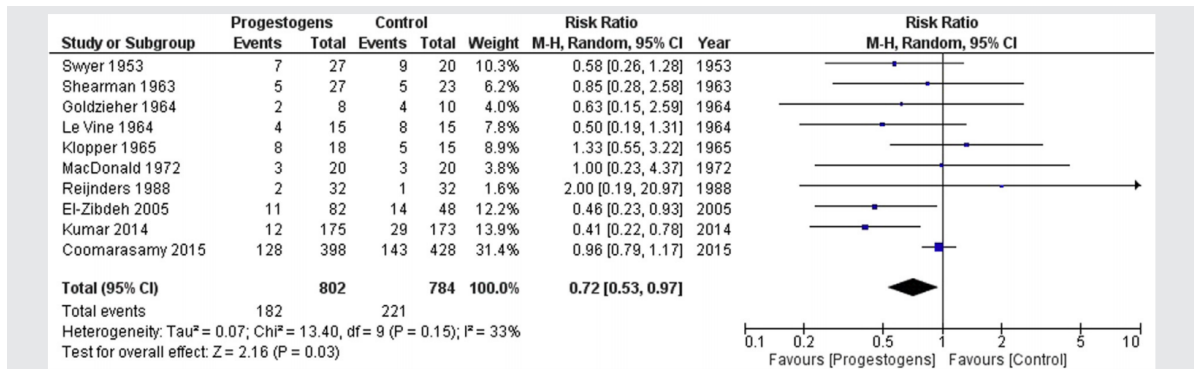 Progestogens Control Risk Ratio Risk Ratio
Study or Subgroup Events Total Events Total Weight M-H, Random, 95% CI Year M-H, Random, 95% CI
Swyer 1953 7 27 9 20 10.3% 0.58 [0.26, 1.28] 1953
Shearman 1963 5 27 5 23 6.2% 0.85 [0.28, 2.58] 1963
Goldzieher 1964 2 8 4 10 4.0% 0.63 [0.15, 2.59] 1964
Le Vine 1964 4 15 8 15 7.8% 0.50 [0.19, 1.31] 1964
Klopper 1965 8 18 5 15 8.9% 1.33 [0.55, 3.22] 1965
MacDonald 1972 3 20 3 20 3.8% 1.00 [0.23, 4.37] 1972
Reijnders 1988 2 32 1 32 1.6% 2.00 [0.19, 20.97] 1988
El-Zibdeh 2005 11 82 14 48 12.2% 0.46 [0.23, 0.93] 2005
Kumar 2014 12 175 29 173 13.9% 0.41 [0.22, 0.78] 2014
Coomarasamy 2015 128 398 143 428 31.4% 0.96 [0.79, 1.17] 2015
Total (95% CI) 802 784 100.0% 0.72 [0.53, 0.97]
Total events 182 221
Heterogeneity: Tau² = 0.07; Chi² = 13.40, df = 9 (P = 0.15); I² = 33%
Test for overall effect: Z = 2.16 (P = 0.03)
0.1 0.2 0.5 1 2 5 10
Favours [Progestogens] Favours [Control]